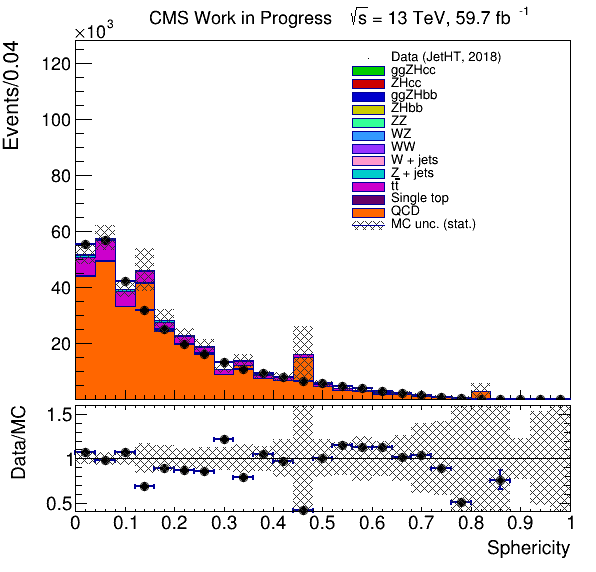 CMS Work in Progress √s = 13 TeV, 59.7 fb⁻¹
×10³
Events/0.04
120
100
80
60
40
20
Data (JetHT, 2018)
ggZHcc
ZHcc
ggZHbb
ZHbb
ZZ
WZ
WW
W + jets
Z + jets
tt̄
Single top
QCD
MC unc. (stat.)
Data/MC
1.5
1
0.5
0 0.1 0.2 0.3 0.4 0.5 0.6 0.7 0.8 0.9 1
Sphericity